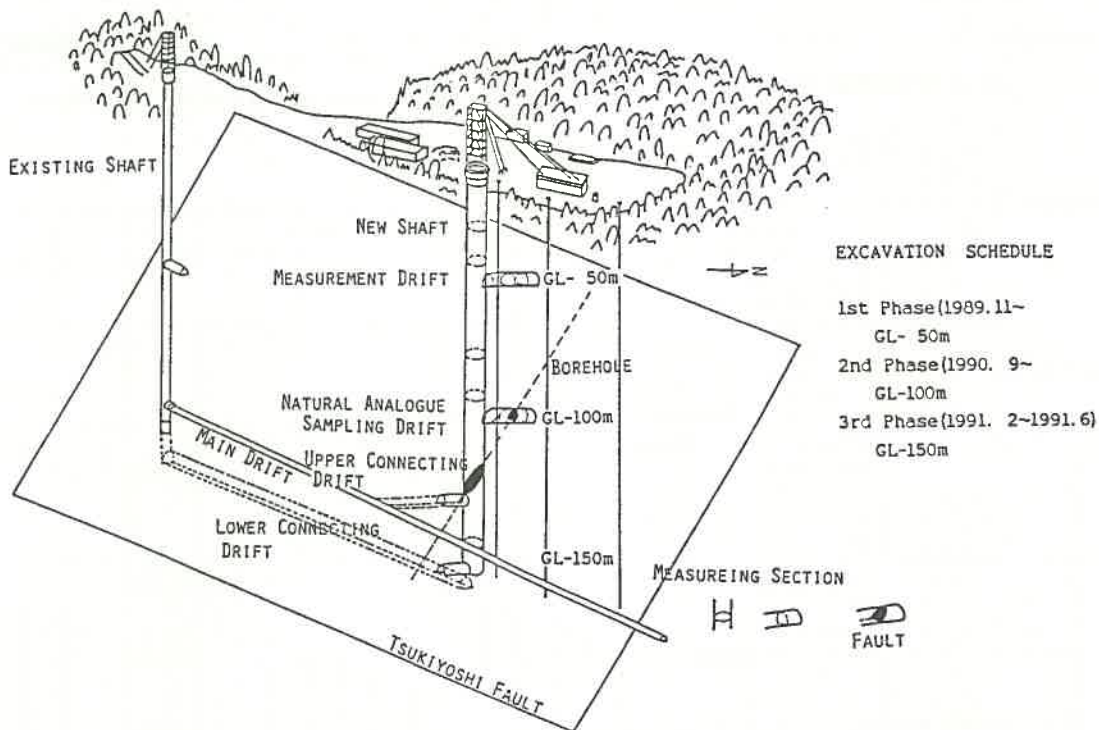 EXISTING SHAFT
NEW SHAFT
MEASUREMENT DRIFT
GL- 50m
N
BOREHOLE
NATURAL ANALOGUE
SAMPLING DRIFT
GL-100m
MAIN DRIFT
UPPER CONNECTING
DRIFT
LOWER CONNECTING
DRIFT
GL-150m
TSUKIYOSHI FAULT
EXCAVATION SCHEDULE
1st Phase(1989.11~
GL- 50m
2nd Phase(1990. 9~
GL-100m
3rd Phase(1991. 2~1991.6)
GL-150m
MEASUREING SECTION
FAULT